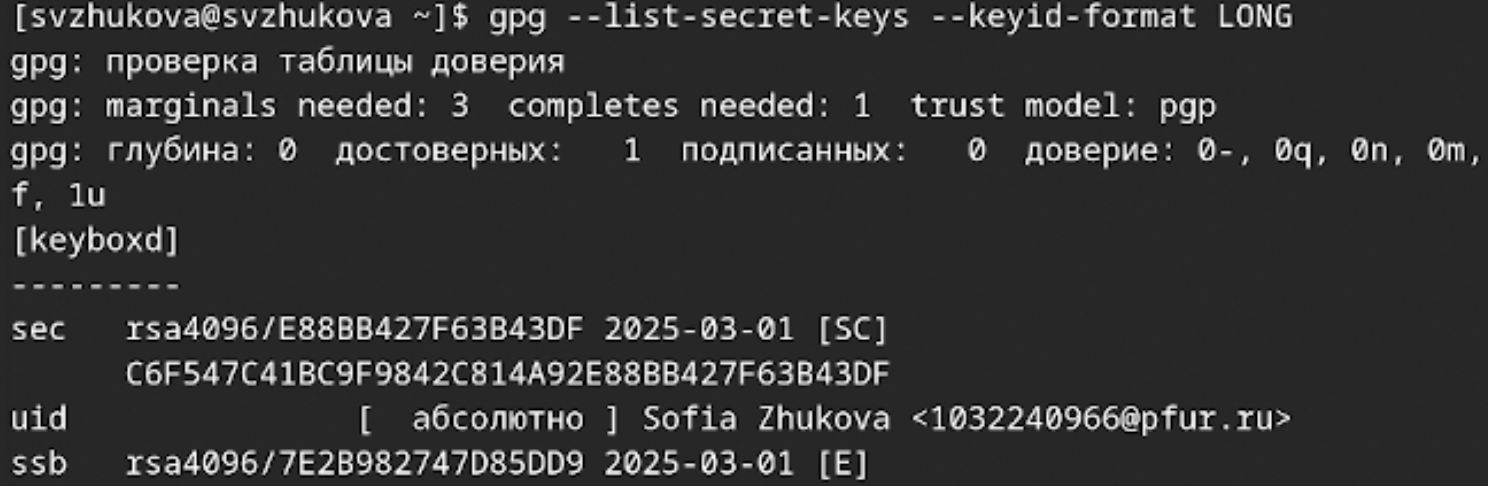 [svzhukova@svzhukova ~]$ gpg --list-secret-keys --keyid-format LONG
gpg: проверка таблицы доверия
gpg: marginals needed: 3  completes needed: 1  trust model: pgp
gpg: глубина: 0  достоверных:   1  подписанных:   0  доверие: 0-, 0q, 0n, 0m,
f, 1u
[keyboxd]
---------
sec   rsa4096/E88BB427F63B43DF 2025-03-01 [SC]
      C6F547C41BC9F9842C814A92E88BB427F63B43DF
uid               [  абсолютно ] Sofia Zhukova <1032240966@pfur.ru>
ssb   rsa4096/7E2B982747D85DD9 2025-03-01 [E]